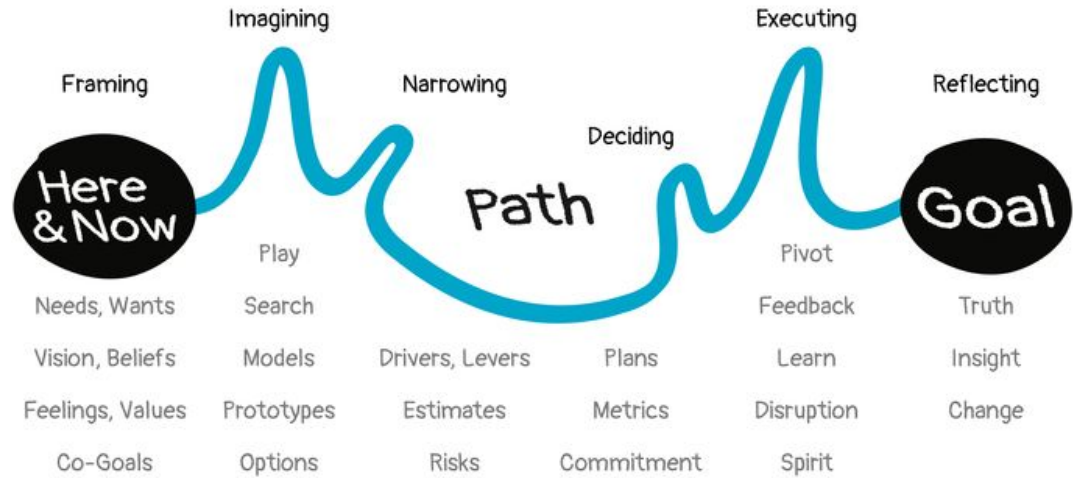 Imagining
Executing
Framing
Narrowing
Reflecting
Deciding
Here
& Now
Path
Goal
Play
Pivot
Needs, Wants
Search
Feedback
Truth
Vision, Beliefs
Models
Drivers, Levers
Plans
Learn
Insight
Feelings, Values
Prototypes
Estimates
Metrics
Disruption
Change
Co-Goals
Options
Risks
Commitment
Spirit